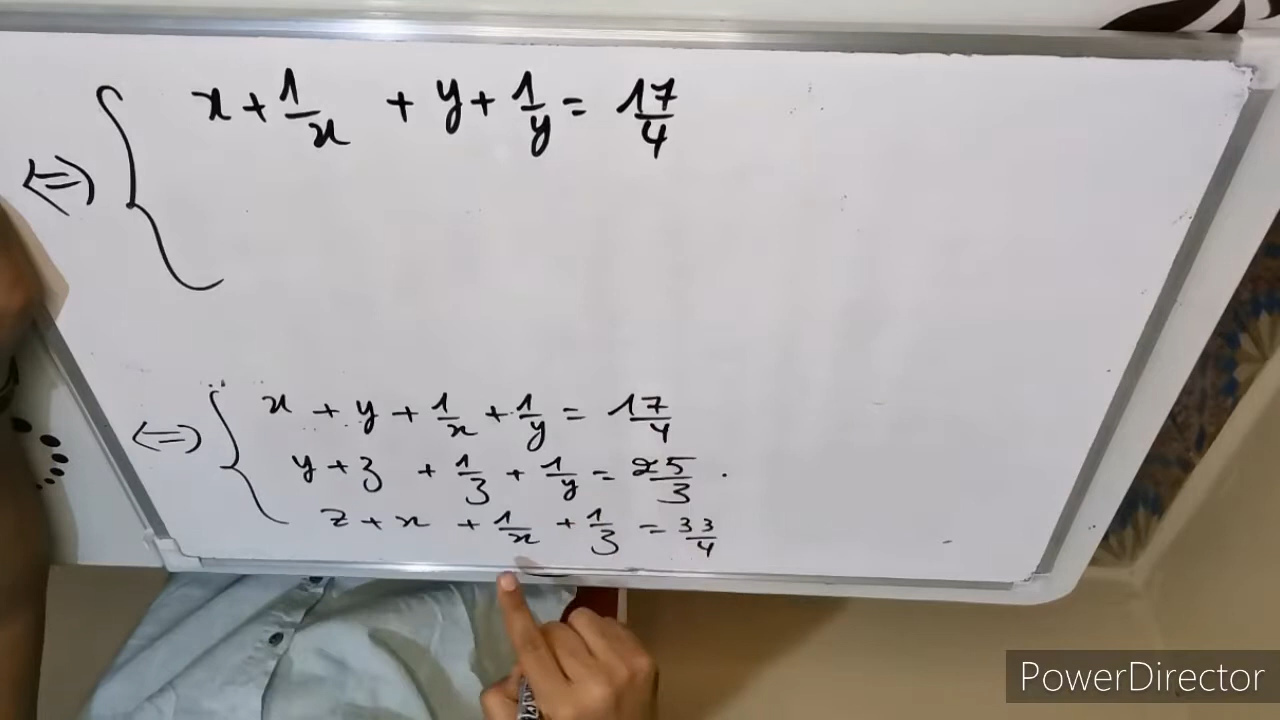 x + 1/x + y + 1/y = 17/4
⇔ {
⇔ { x + y + 1/x + 1/y = 17/4
y + z + 1/z + 1/y = 25/3 .
z + x + 1/x + 1/z = 33/4
PowerDirector